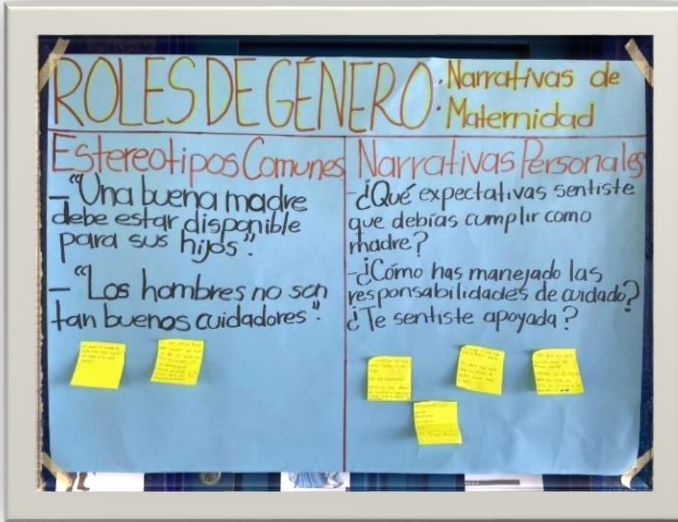 ROLES DE GÉNERO: Narrativas de
Maternidad
Estereotipos Comunes
– "Una buena madre
debe estar disponible
para sus hijos".
– "Los hombres no son
tan buenos cuidadores".
Narrativas Personales
-¿Qué expectativas sentiste
que debías cumplir como
madre?
-¿Cómo has manejado las
responsabilidades de cuidado?
¿Te sentiste apoyada?